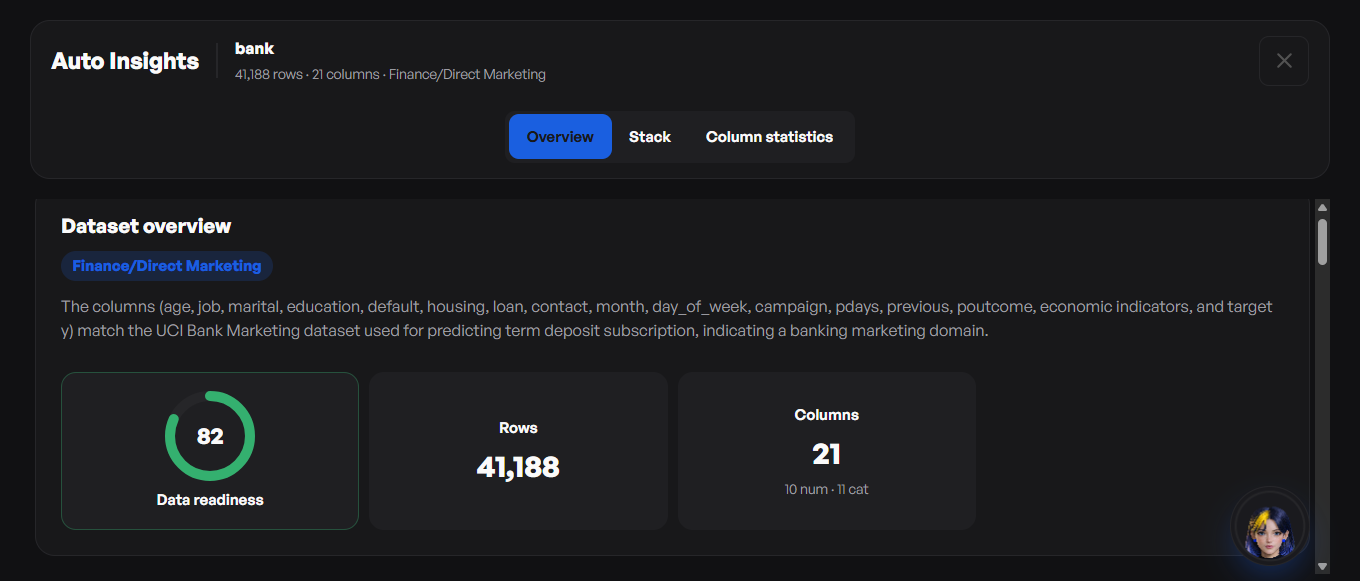 Auto Insights
bank
41,188 rows · 21 columns · Finance/Direct Marketing
Overview
Stack
Column statistics
Dataset overview
Finance/Direct Marketing
The columns (age, job, marital, education, default, housing, loan, contact, month, day_of_week, campaign, pdays, previous, poutcome, economic indicators, and target
y) match the UCI Bank Marketing dataset used for predicting term deposit subscription, indicating a banking marketing domain.
82
Data readiness
Rows
41,188
Columns
21
10 num · 11 cat